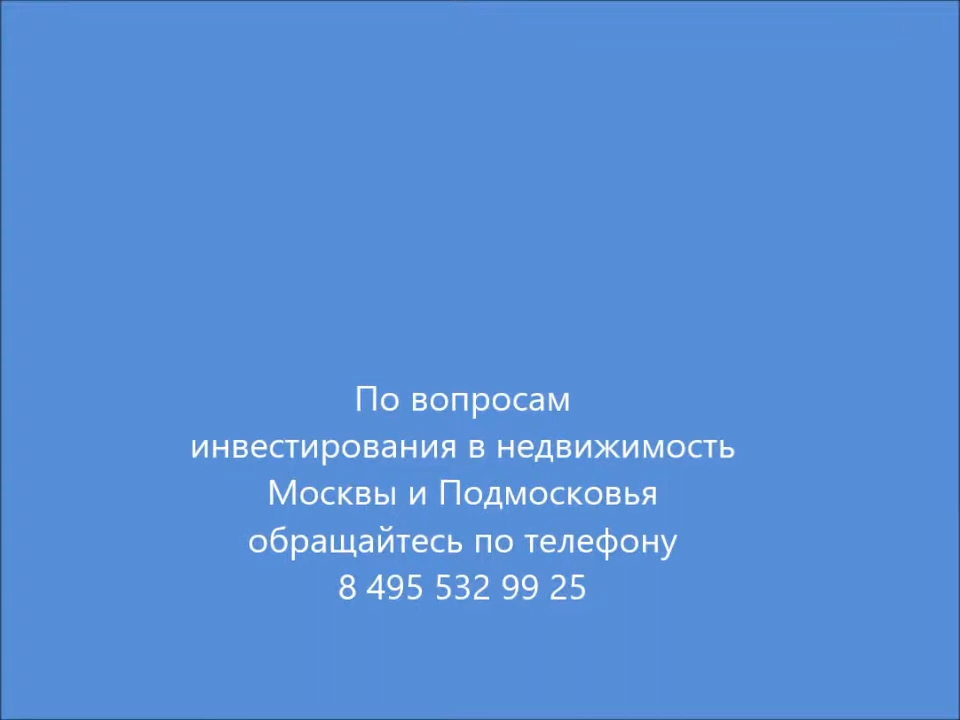 По вопросам
инвестирования в недвижимость
Москвы и Подмосковья
обращайтесь по телефону
8 495 532 99 25